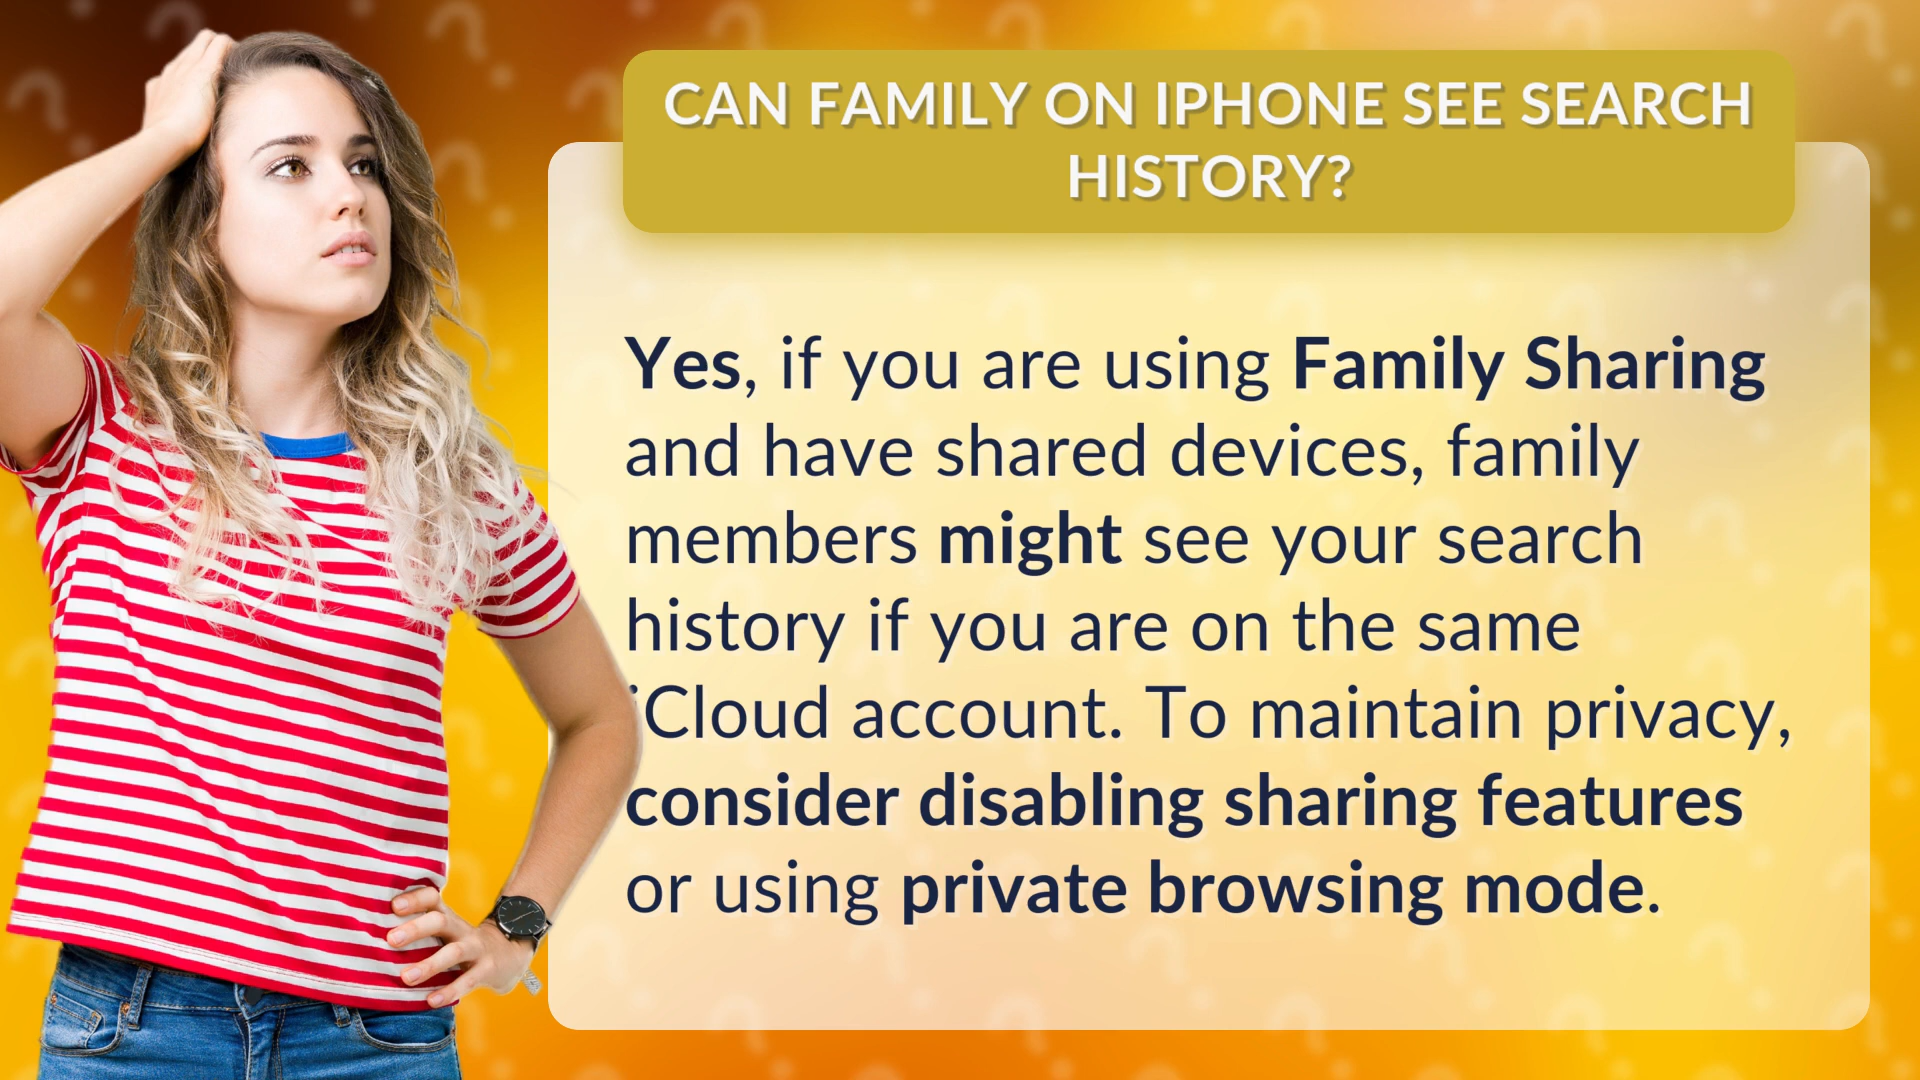 CAN FAMILY ON IPHONE SEE SEARCH
HISTORY?
Yes, if you are using Family Sharing
and have shared devices, family
members might see your search
history if you are on the same
iCloud account. To maintain privacy,
consider disabling sharing features
or using private browsing mode.